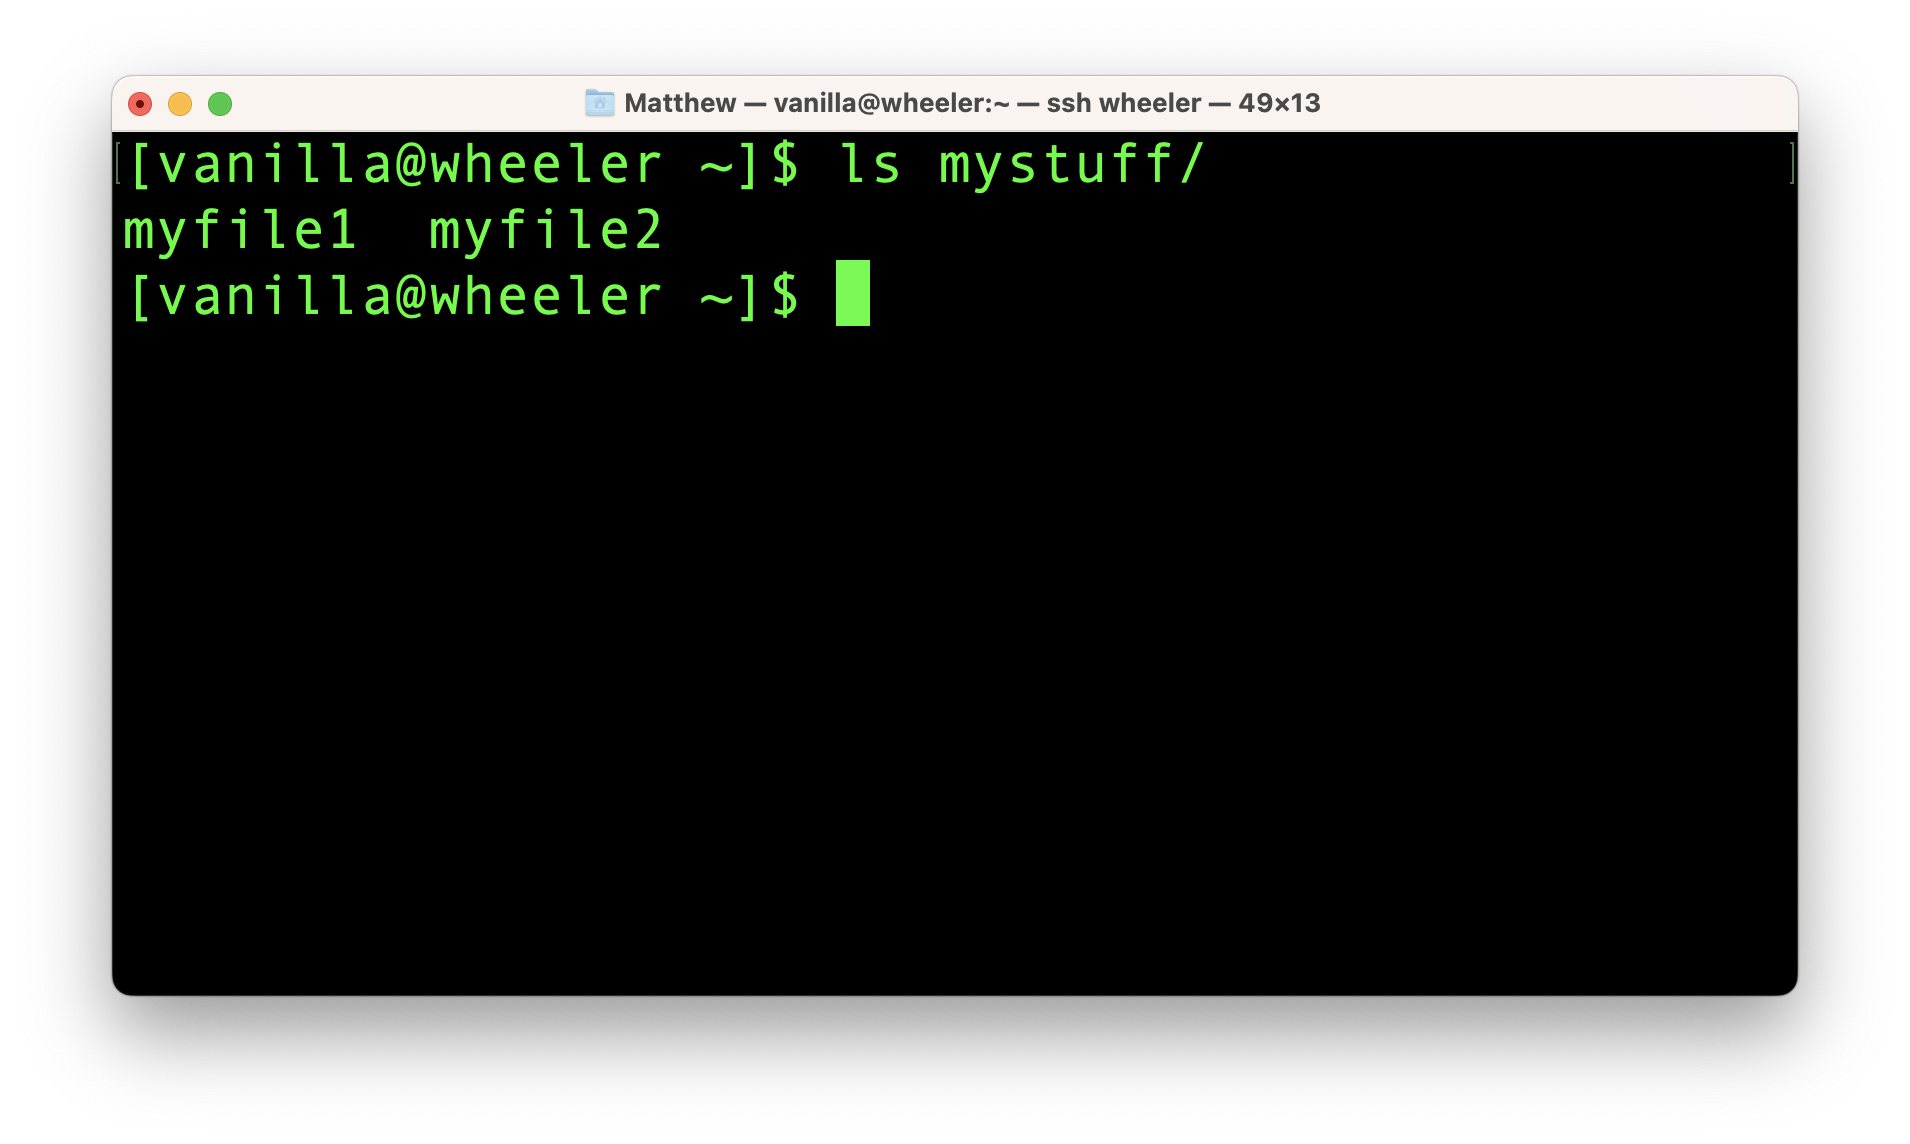 Matthew — vanilla@wheeler:~ — ssh wheeler — 49×13
[vanilla@wheeler ~]$ ls mystuff/
myfile1  myfile2
[vanilla@wheeler ~]$